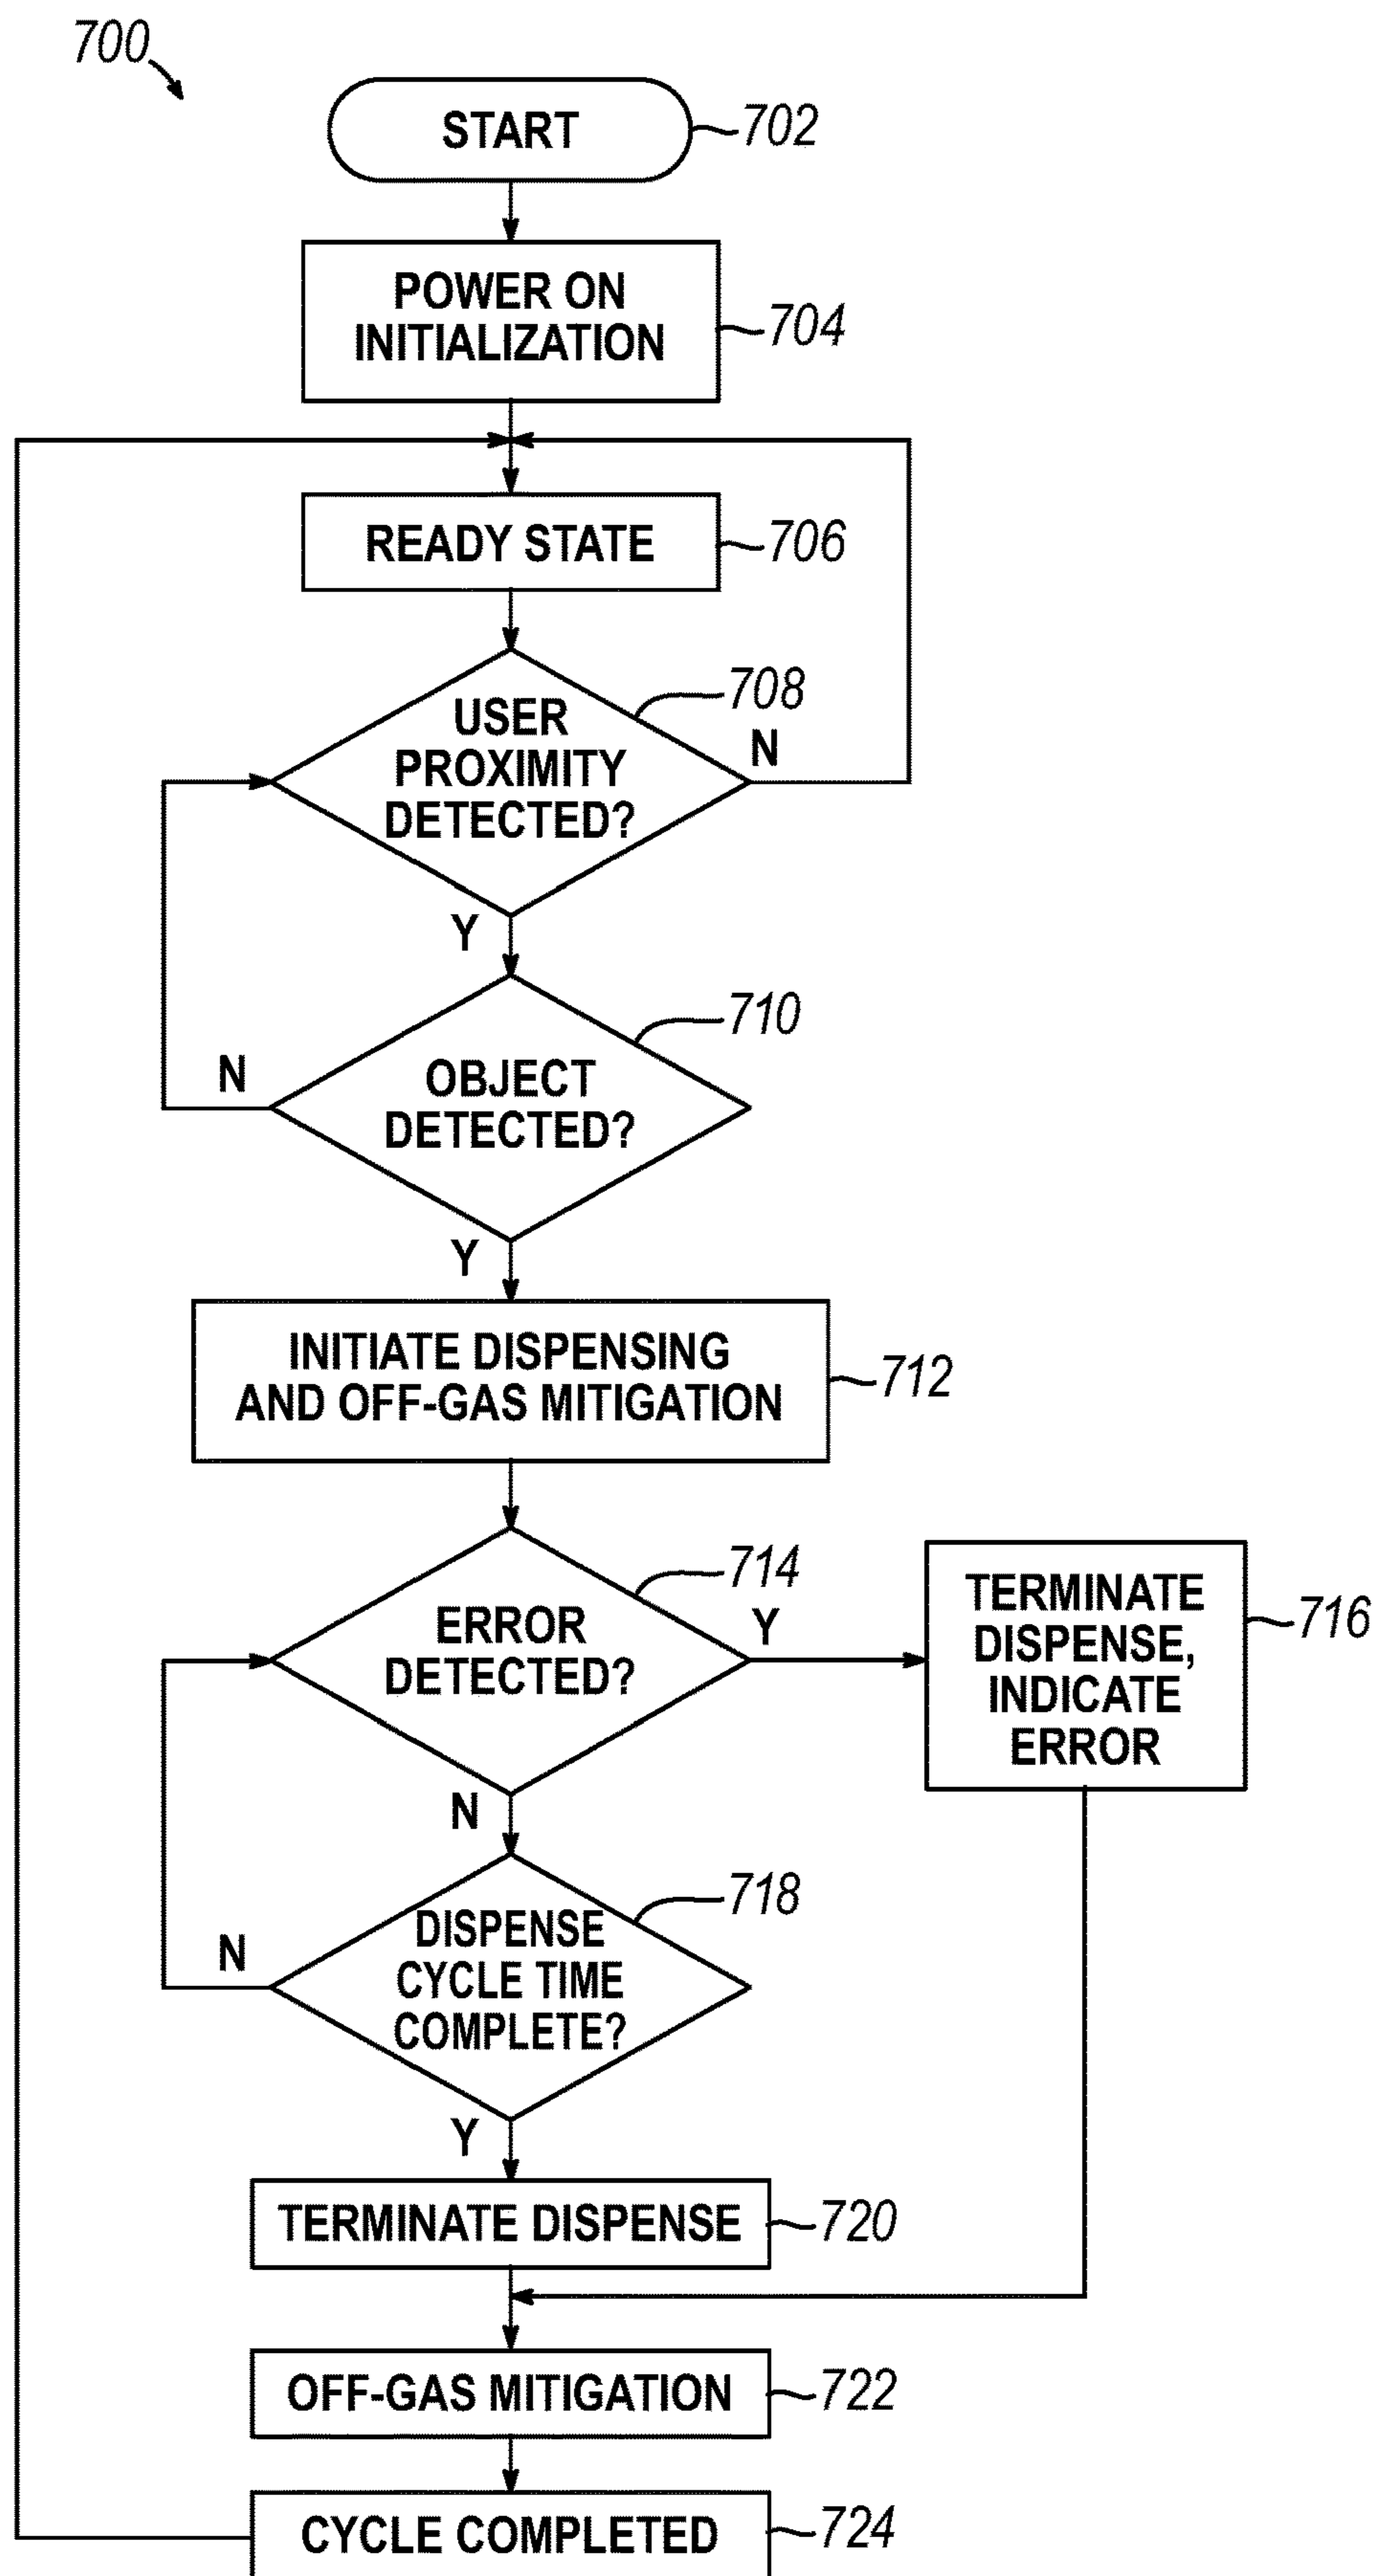 700
START
702
POWER ON
INITIALIZATION
704
READY STATE
706
USER
PROXIMITY
DETECTED?
708
N
Y
OBJECT
DETECTED?
710
N
Y
INITIATE DISPENSING
AND OFF-GAS MITIGATION
712
ERROR
DETECTED?
714
Y
TERMINATE
DISPENSE,
INDICATE
ERROR
716
N
DISPENSE
CYCLE TIME
COMPLETE?
718
N
Y
TERMINATE DISPENSE
720
OFF-GAS MITIGATION
722
CYCLE COMPLETED
724